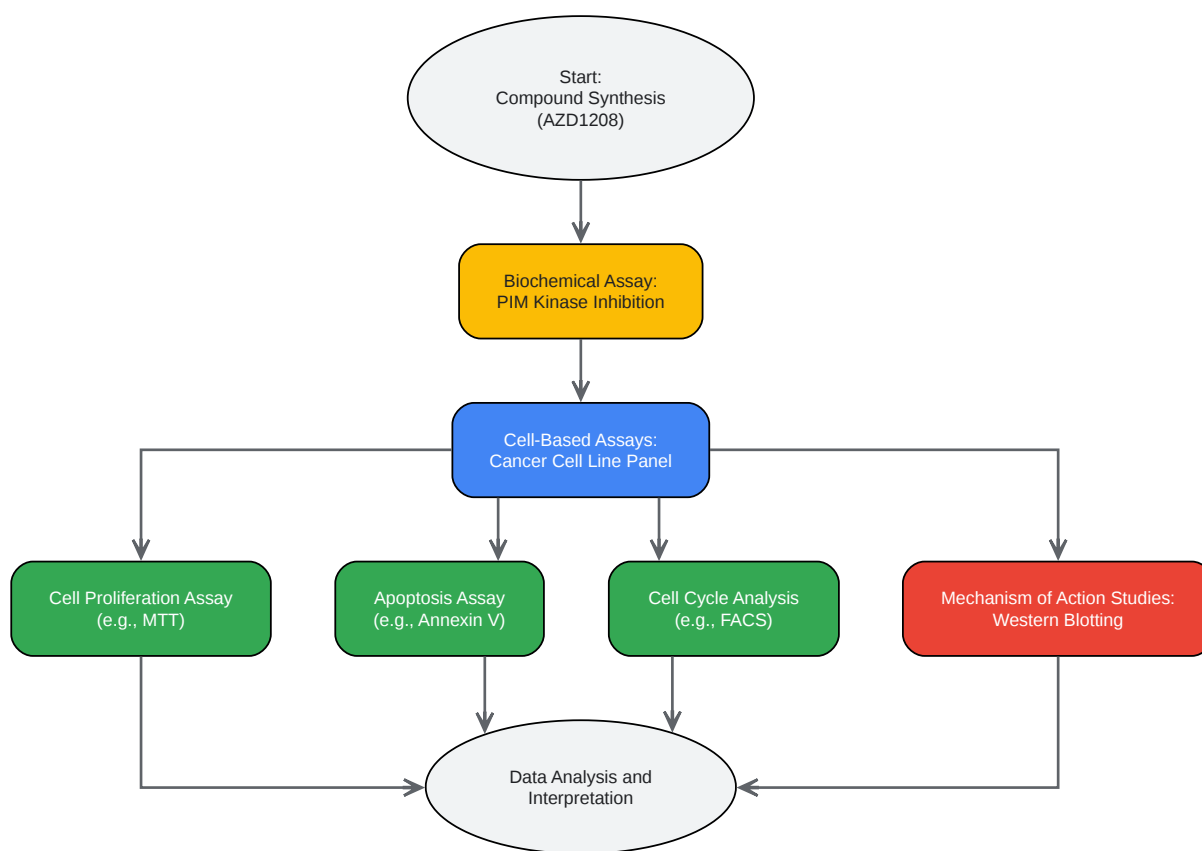 Start:
Compound Synthesis
(AZD1208)
Biochemical Assay:
PIM Kinase Inhibition
Cell-Based Assays:
Cancer Cell Line Panel
Cell Proliferation Assay
(e.g., MTT)
Apoptosis Assay
(e.g., Annexin V)
Cell Cycle Analysis
(e.g., FACS)
Mechanism of Action Studies:
Western Blotting
Data Analysis and
Interpretation